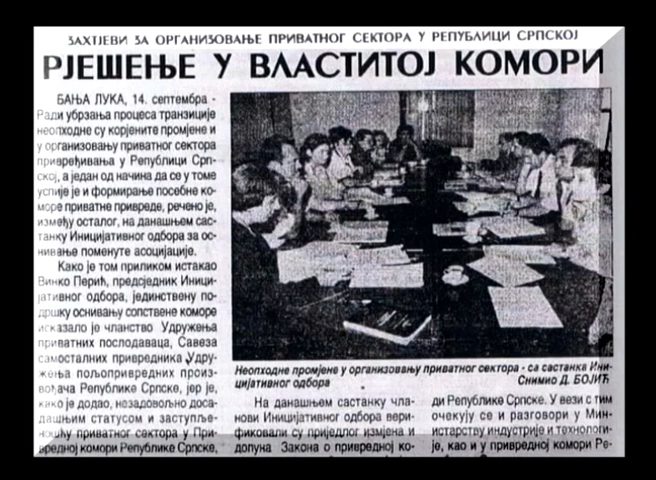 ЗАХТЈЕВИ ЗА ОРГАНИЗОВАЊЕ ПРИВАТНОГ СЕКТОРА У РЕПУБЛИЦИ СРПСКОЈ
РЈЕШЕЊЕ У ВЛАСТИТОЈ КОМОРИ
БАЊА ЛУКА, 14. септембра -
Ради убрзања процеса транзиције
неопходне су корјените промјене и
у организовању приватног сектора
привређивања у Републици Срп-
ској, а један од начина да се у томе
успије је и формирање посебне ко-
море приватне привреде, речено је,
између осталог, на данашњем сас-
танку Иницијативног одбора за ос-
нивање поменуте асоцијације.
Како је том приликом истакао
Винко Перић, предсједник Иници-
јативног одбора, јединствену по-
дршку оснивању сопствене коморе
исказало је чланство Удружења
приватних послодаваца, Савеза
самосталних привредника Удру-
жења пољопривредних произ-
вођача Републике Српске, јер је,
како је додао, незадовољно доса-
дашњим статусом и заступље-
ношћу приватног сектора у При-
вредној комори Републике Српске,
Неопходне промјене у организовању приватног сектора - са састанка Ини-
цијативног одбора
Снимио Д. БОЈИЋ
На данашњем састанку чла-
нови Иницијативног одбора вери-
фиковали су приједлог измјена и
допуна Закона о привредној ко-
ди Републике Српске. У вези с тим
очекују се и разговори у Мини-
старству индустрије и технологи-
је, као и у привредној комори Ре-